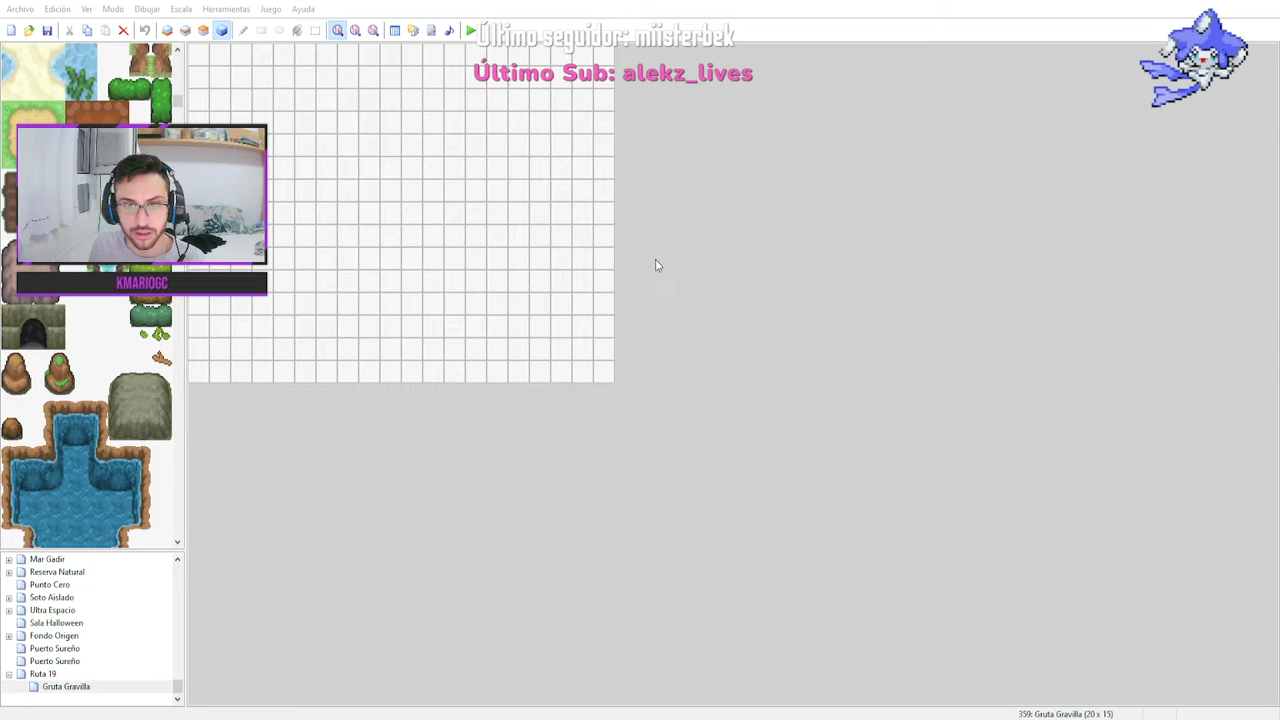 Archivo Edición Ver Modo Dibujar Escala Herramientas Juego Ayuda
Último seguidor: miisterbek
Último Sub: alekz_lives
KMARIOGC
Mar Gadir
Reserva Natural
Punto Cero
Soto Aislado
Ultra Espacio
Sala Halloween
Fondo Origen
Puerto Sureño
Puerto Sureño
Ruta 19
Gruta Gravilla
359: Gruta Gravilla (20 x 15)